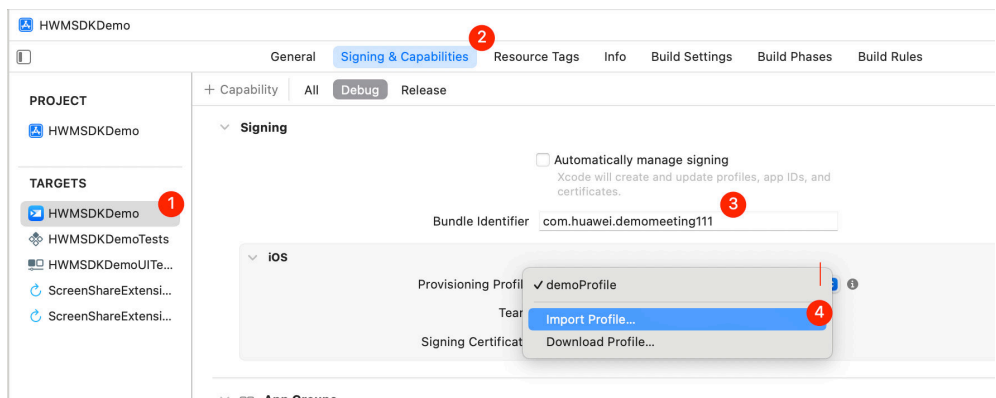 HWMSDKDemo
2
General Signing & Capabilities Resource Tags Info Build Settings Build Phases Build Rules
+ Capability All Debug Release
PROJECT
HWMSDKDemo
TARGETS
1
HWMSDKDemo
HWMSDKDemoTests
HWMSDKDemoUITe...
ScreenShareExtensi...
ScreenShareExtensi...
Signing
Automatically manage signing
Xcode will create and update profiles, app IDs, and
certificates.
3
Bundle Identifier com.huawei.demomeeting111
iOS
Provisioning Profil ✓ demoProfile
Tear Import Profile... 4
Signing Certificat Download Profile...
App Groups